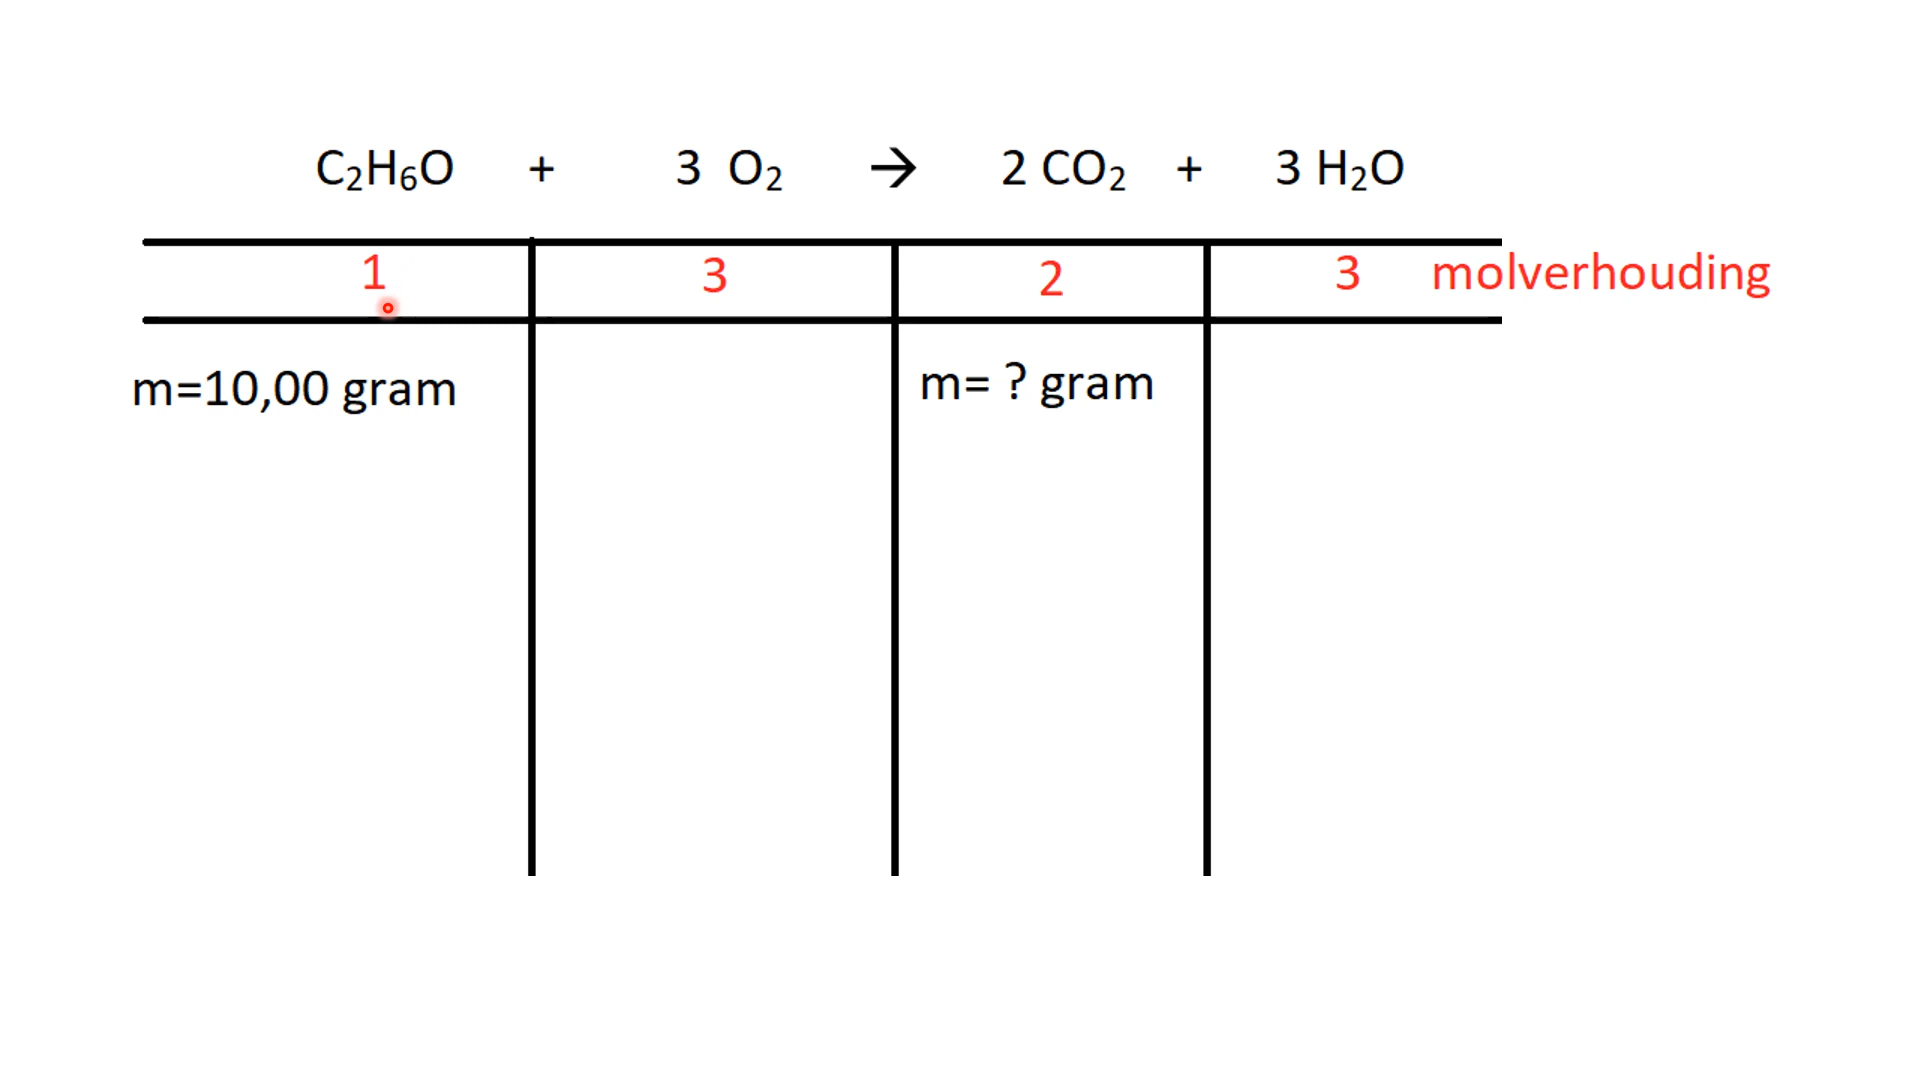 C₂H₆O + 3 O₂ → 2 CO₂ + 3 H₂O
1 3 2 3 molverhouding
m=10,00 gram m= ? gram